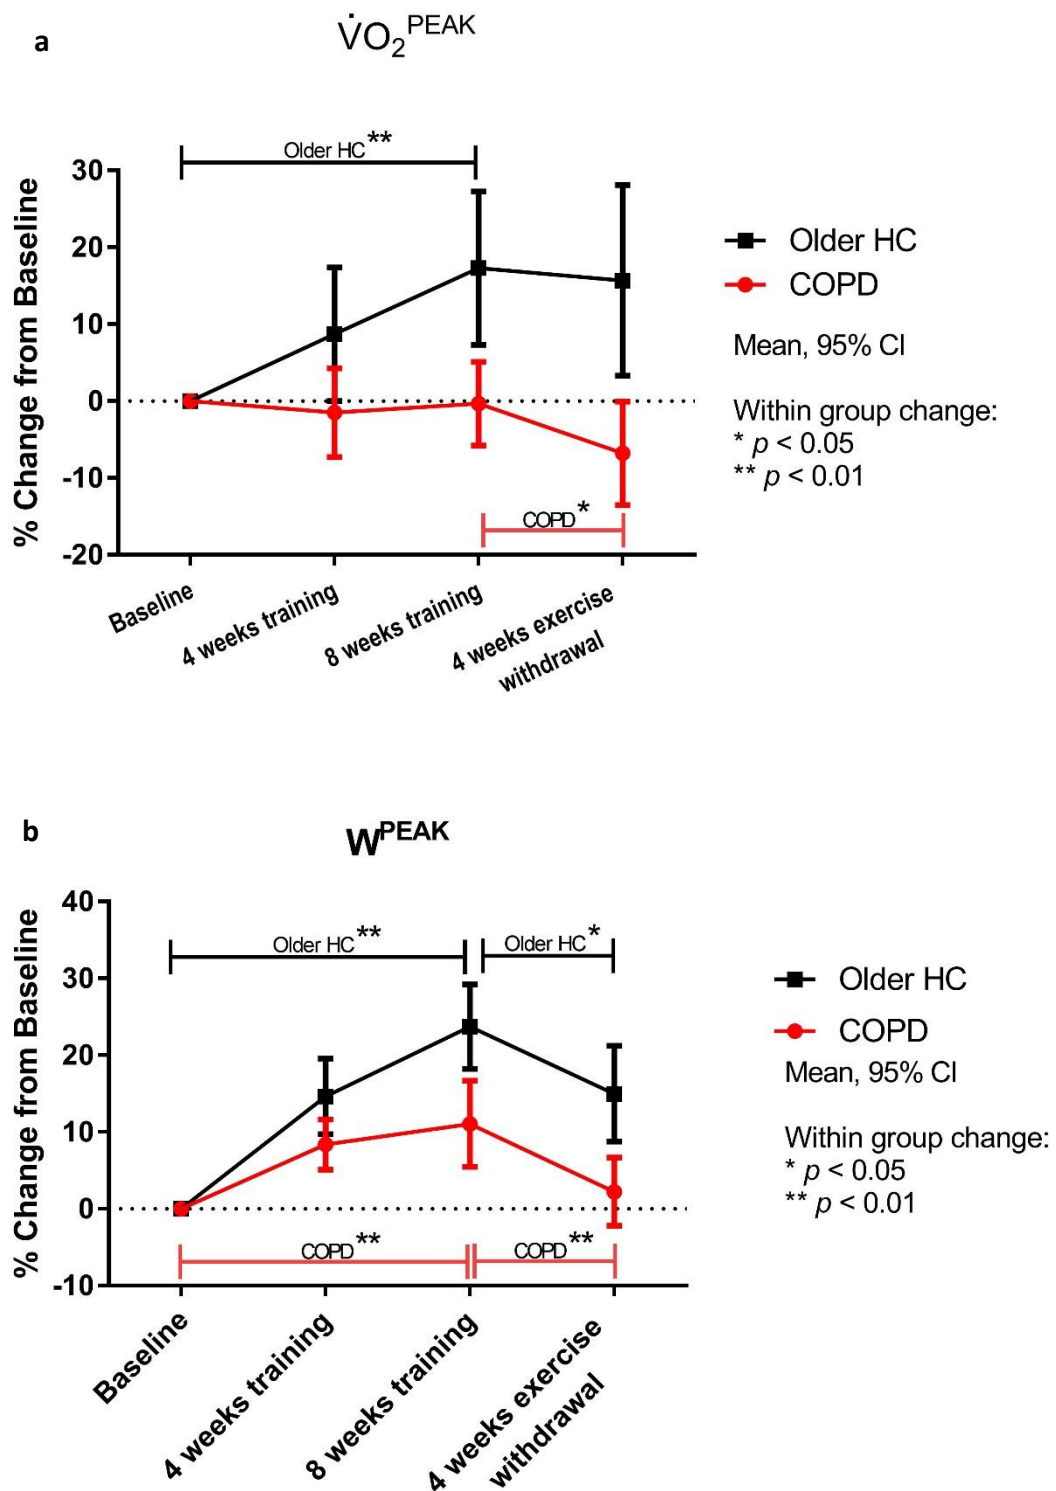 a
V̇O₂ᴾᴱᴬᴷ
Older HC**
30
20
10
0
-10
-20
% Change from Baseline
Older HC
COPD
Mean, 95% CI
Within group change:
* p < 0.05
** p < 0.01
COPD*
Baseline
4 weeks training
8 weeks training
4 weeks exercise
withdrawal
b
Wᴾᴱᴬᴷ
40
30
20
10
0
-10
% Change from Baseline
Older HC**
Older HC*
Older HC
COPD
Mean, 95% CI
Within group change:
* p < 0.05
** p < 0.01
COPD**
COPD**
Baseline
4 weeks training
8 weeks training
4 weeks exercise
withdrawal